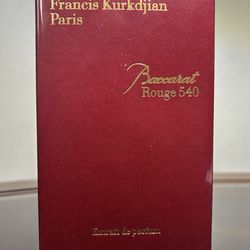 Francis Kurkdjian
Paris
Baccarat
Rouge 540
Extrait de parfum